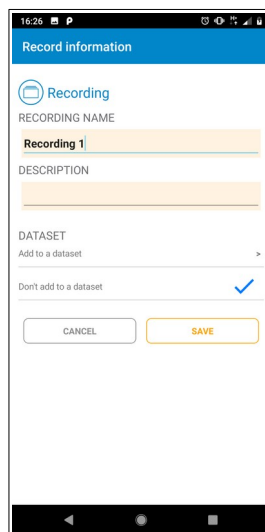 16:26
Record information
Recording
RECORDING NAME
Recording 1
DESCRIPTION
DATASET
Add to a dataset >
Don't add to a dataset
CANCEL SAVE